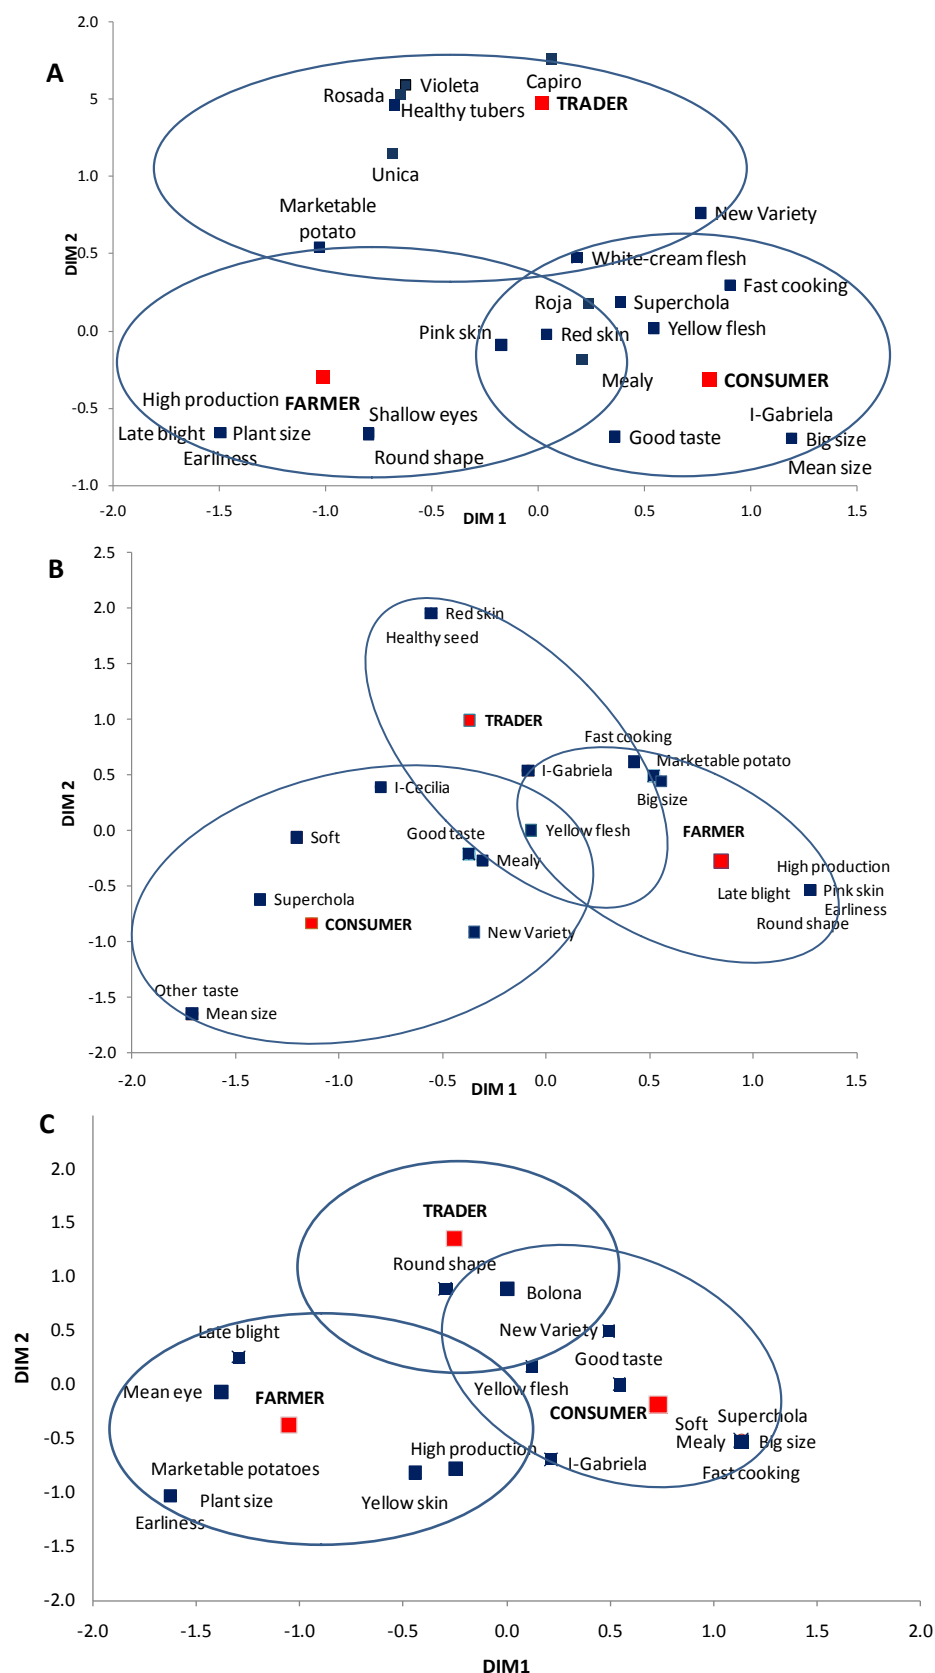 2.0
A
Violeta
Rosada
Capiro
5
TRADER
Healthy tubers
Unica
1.0
Marketable
potato
New Variety
DIM 2
0.5
White-cream flesh
Fast cooking
Roja
Superchola
0.0
Pink skin
Red skin
Yellow flesh
Mealy
CONSUMER
High production
FARMER
-0.5
Shallow eyes
I-Gabriela
Late blight
Plant size
Good taste
Big size
Earliness
Round shape
Mean size
-1.0
-2.0 -1.5 -1.0 -0.5 0.0 0.5 1.0 1.5
DIM 1
B
2.5
2.0
Red skin
Healthy seed
1.5
1.0
TRADER
Fast cooking
Marketable potato
0.5
I-Gabriela
I-Cecilia
Big size
DIM 2
0.0
Soft
Good taste
Yellow flesh
FARMER
Mealy
High production
-0.5
Superchola
Late blight
Pink skin
Earliness
CONSUMER
New Variety
Round shape
-1.0
Other taste
-1.5
Mean size
-2.0
-2.0 -1.5 -1.0 -0.5 0.0 0.5 1.0 1.5
DIM 1
C
2.0
TRADER
1.5
Round shape
1.0
Bolona
Late blight
New Variety
0.5
Good taste
DIM 2
0.0
Mean eye
FARMER
Yellow flesh
CONSUMER
Soft
Superchola
-0.5
High production
Mealy
Big size
Marketable potatoes
I-Gabriela
Fast cooking
-1.0
Plant size
Yellow skin
Earliness
-1.5
-2.0
-2.0 -1.5 -1.0 -0.5 0.0 0.5 1.0 1.5 2.0
DIM1